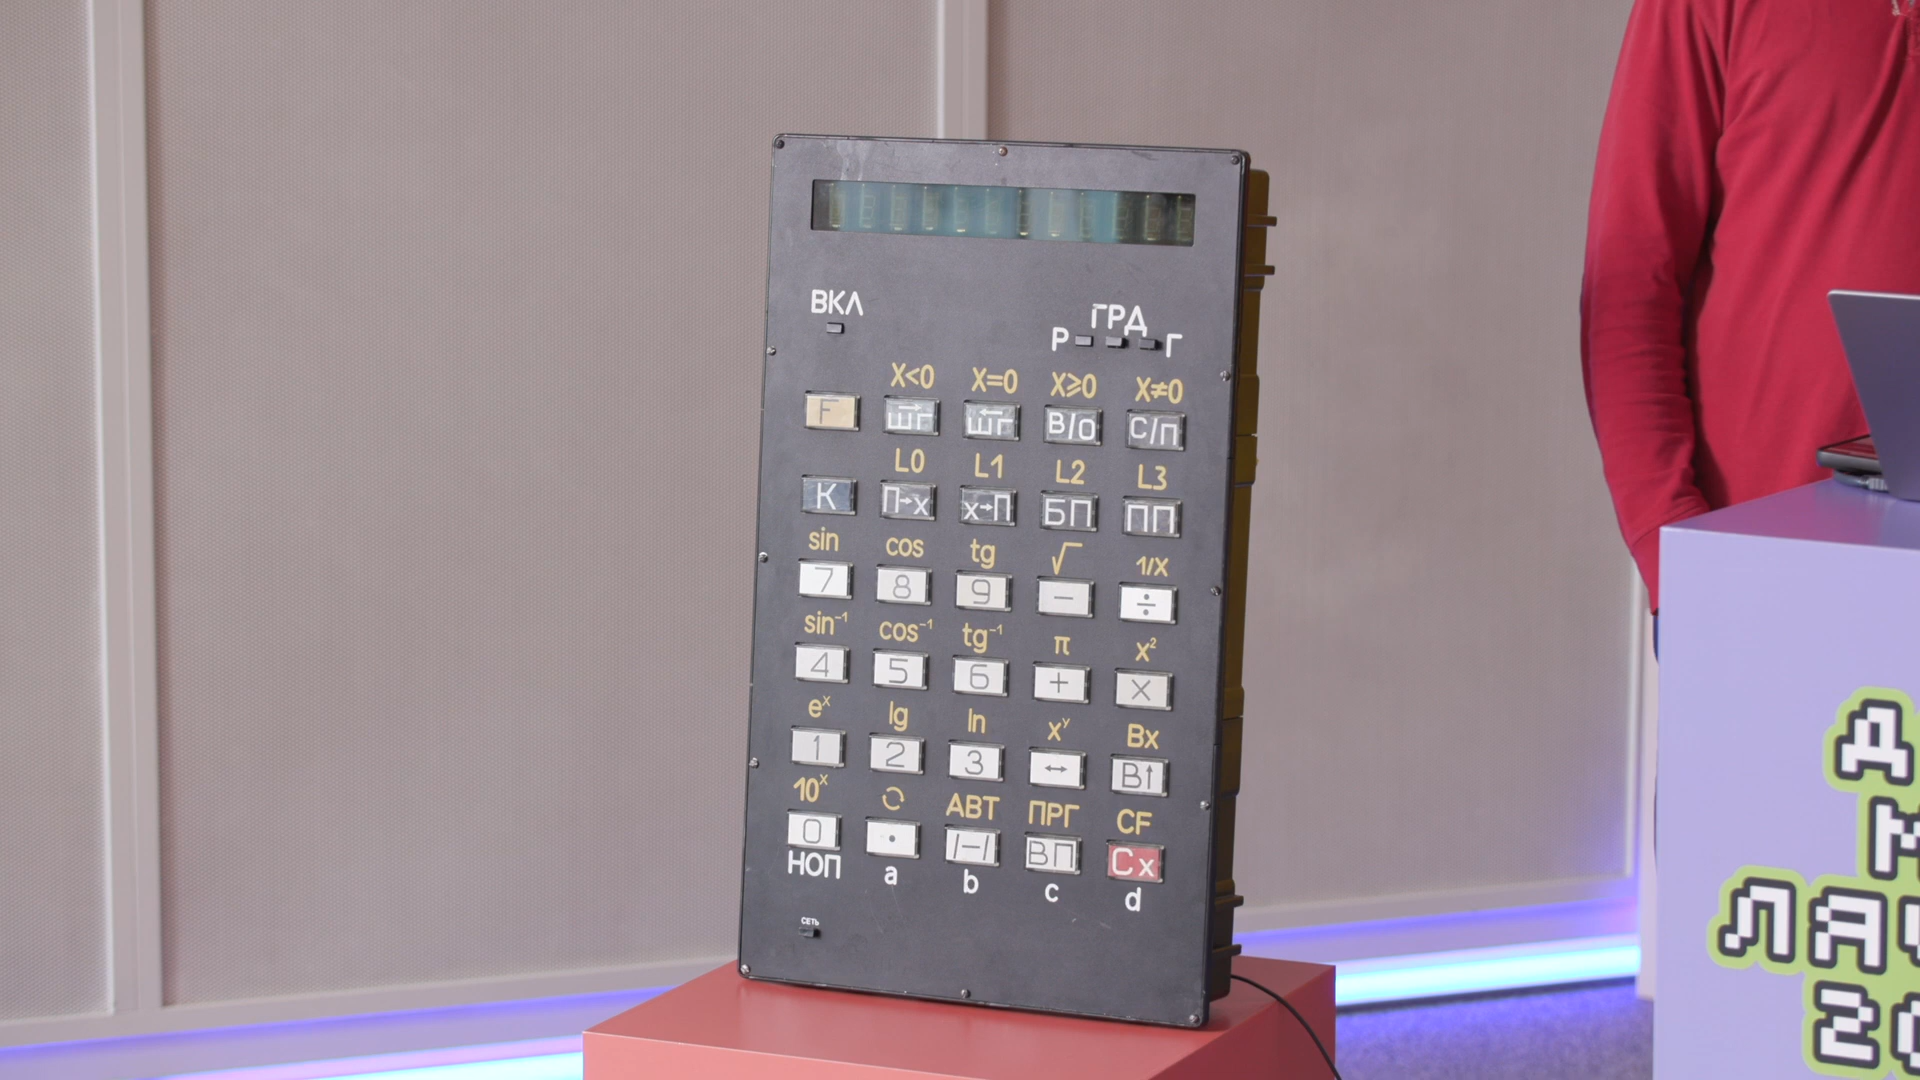 ВКЛ
ГРД
Р Г
X<0 X=0 X≥0 X≠0
F ШГ ШГ В/О С/П
L0 L1 L2 L3
К П→x x→П БП ПП
sin cos tg √ 1/X
7 8 9 − ÷
sin⁻¹ cos⁻¹ tg⁻¹ π x²
4 5 6 + X
eˣ lg ln xʸ Вx
1 2 3 ↔ В↑
10ˣ АВТ ПРГ CF
0 • /−/ ВП Сx
НОП a b c d
СЕТЬ